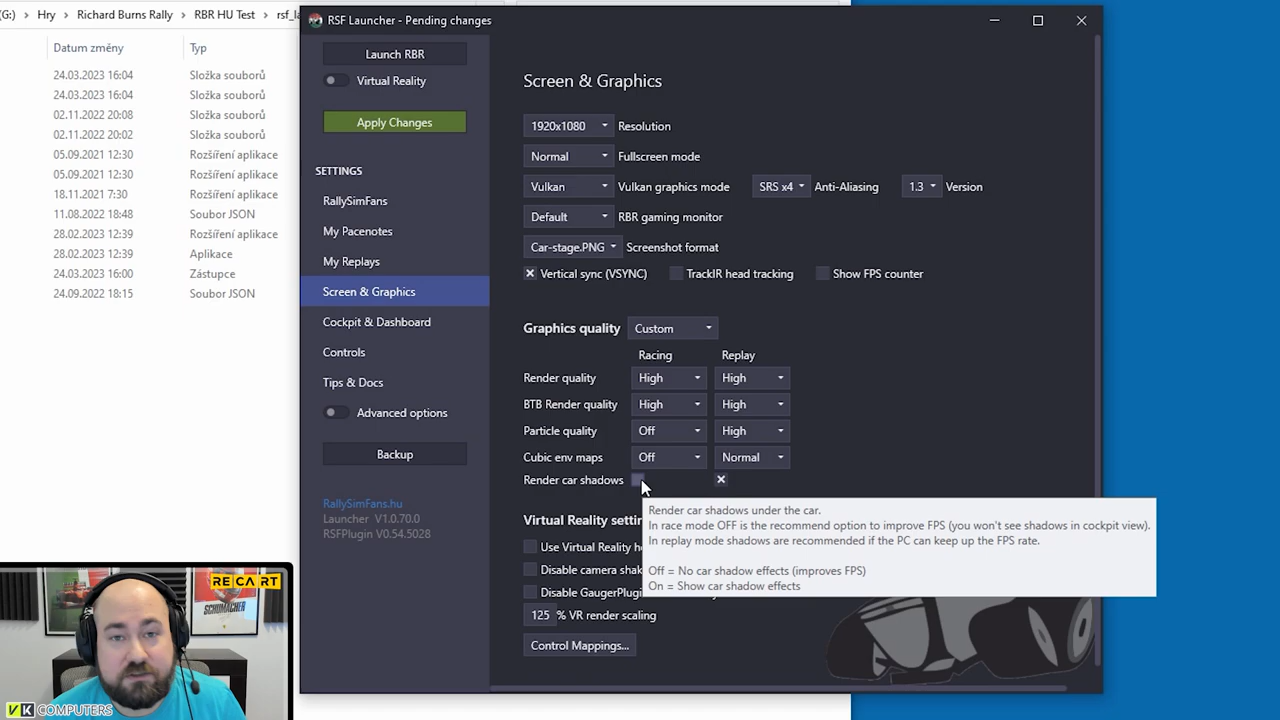 (G:) > Hry > Richard Burns Rally > RBR HU Test > rsf_la
Datum změny Typ
24.03.2023 16:04 Složka souborů
24.03.2023 16:04 Složka souborů
02.11.2022 20:08 Složka souborů
02.11.2022 20:02 Složka souborů
05.09.2021 12:30 Rozšíření aplikace
05.09.2021 12:30 Rozšíření aplikace
18.11.2021 7:30 Rozšíření aplikace
11.08.2022 18:48 Soubor JSON
28.02.2023 12:39 Rozšíření aplikace
28.02.2023 12:39 Aplikace
24.03.2023 16:00 Zástupce
24.09.2022 18:15 Soubor JSON
RSF Launcher - Pending changes
Launch RBR
Virtual Reality
Apply Changes
SETTINGS
RallySimFans
My Pacenotes
My Replays
Screen & Graphics
Cockpit & Dashboard
Controls
Tips & Docs
Advanced options
Backup
RallySimFans.hu
Launcher V1.0.70.0
RSFPlugin V0.54.5028
Screen & Graphics
1920x1080 Resolution
Normal Fullscreen mode
Vulkan Vulkan graphics mode SRS x4 Anti-Aliasing 1.3 Version
Default RBR gaming monitor
Car-stage.PNG Screenshot format
Vertical sync (VSYNC) TrackIR head tracking Show FPS counter
Graphics quality Custom
Racing Replay
Render quality High High
BTB Render quality High High
Particle quality Off High
Cubic env maps Off Normal
Render car shadows
Render car shadows under the car.
In race mode OFF is the recommend option to improve FPS (you won't see shadows in cockpit view).
In replay mode shadows are recommended if the PC can keep up the FPS rate.
Off = No car shadow effects (improves FPS)
On = Show car shadow effects
Virtual Reality setti
Use Virtual Reality he
Disable camera shak
Disable GaugerPlugi
125 % VR render scaling
Control Mappings...
RECART
SCHUMACHER
VK COMPUTERS